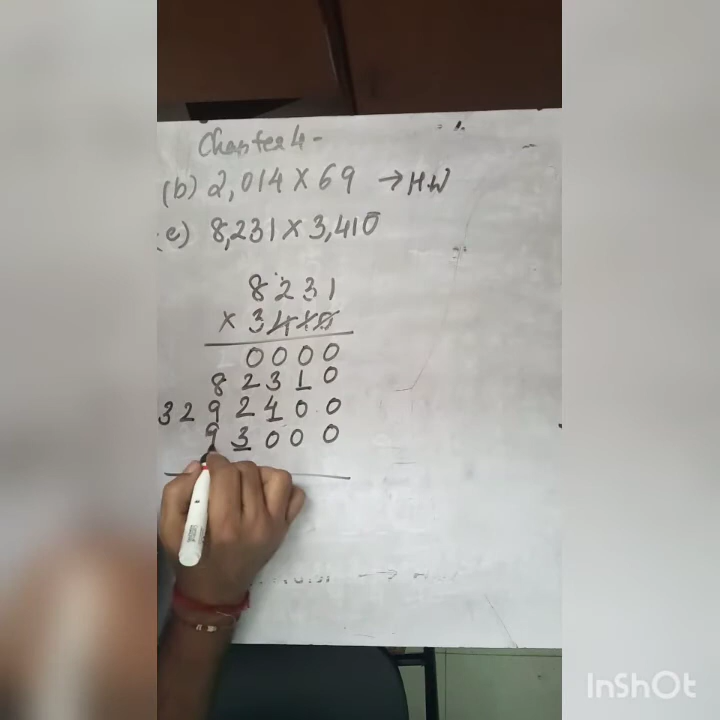 Chapter 4 -
(b) 2,014 X 69 → HW
c) 8,231 X 3,410
8231
X 3410
0000
82310
3292400
93000
InShOt